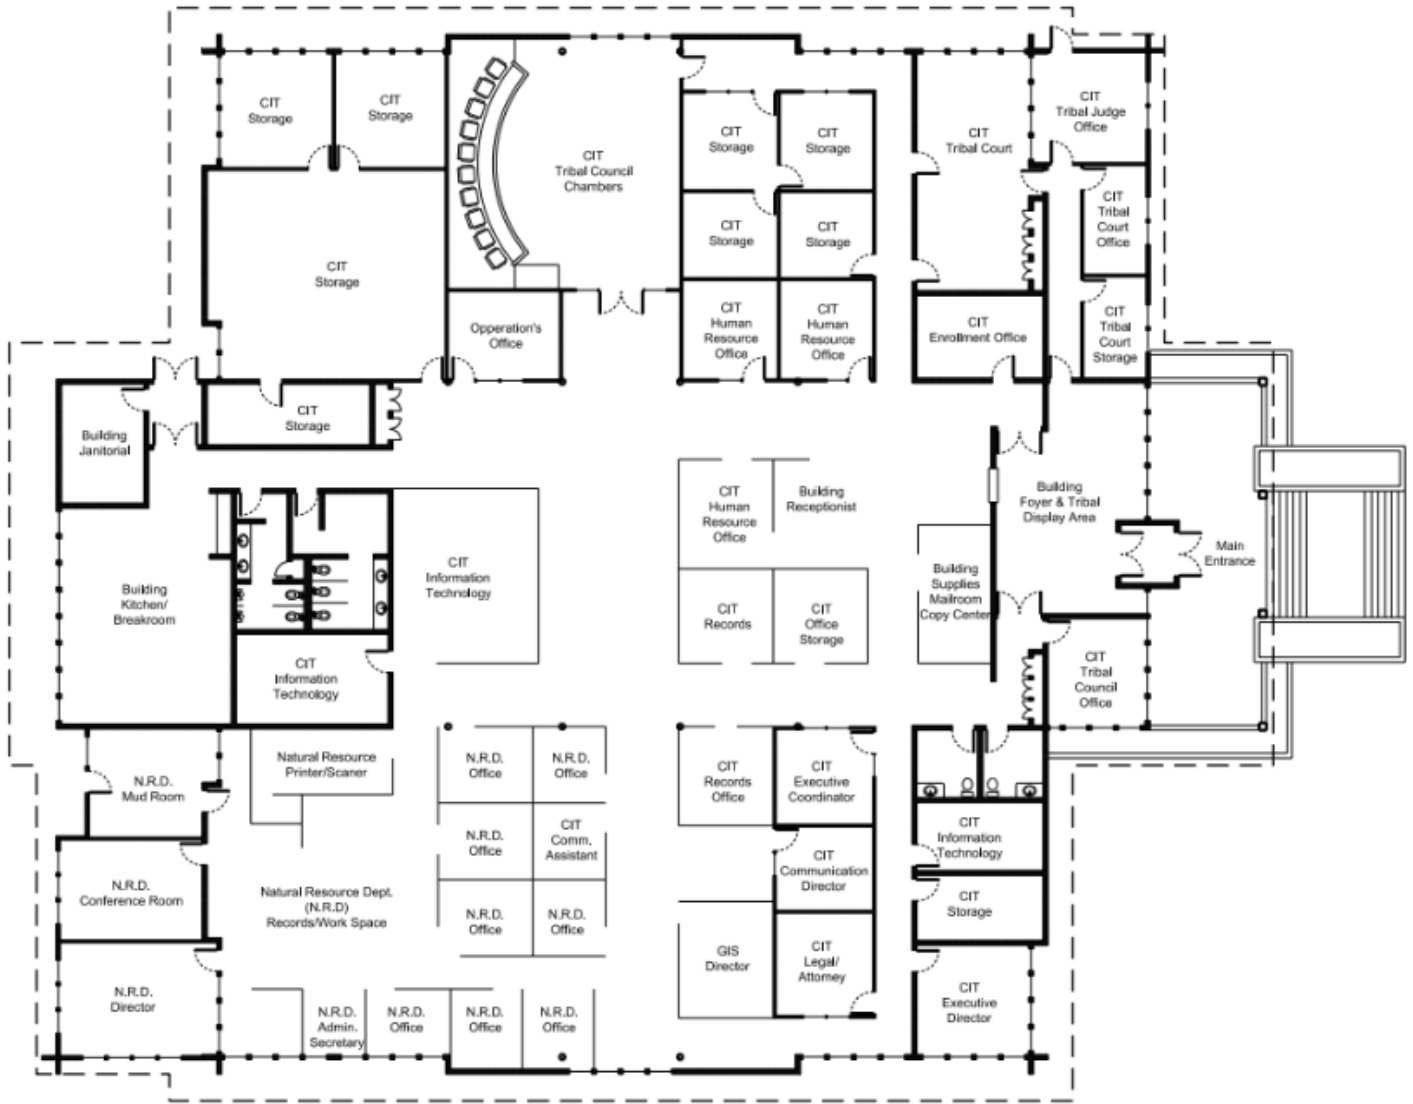 CIT
Storage
CIT
Storage
CIT
Tribal Council
Chambers
CIT
Storage
CIT
Storage
CIT
Tribal Court
CIT
Tribal Judge
Office
CIT
Storage
CIT
Storage
CIT
Storage
CIT
Tribal
Court
Office
Opperation's
Office
CIT
Human
Resource
Office
CIT
Human
Resource
Office
CIT
Enrollment Office
CIT
Tribal
Court
Storage
Building
Janitorial
CIT
Storage
CIT
Human
Resource
Office
Building
Receptionist
Building
Foyer & Tribal
Display Area
Main
Entrance
Building
Kitchen/
Breakroom
CIT
Information
Technology
CIT
Records
CIT
Office
Storage
Building
Supplies
Mailroom
Copy Center
CIT
Information
Technology
CIT
Tribal
Council
Office
N.R.D.
Mud Room
Natural Resource
Printer/Scaner
N.R.D.
Office
N.R.D.
Office
CIT
Records
Office
CIT
Executive
Coordinator
N.R.D.
Office
CIT
Comm.
Assistant
CIT
Communication
Director
CIT
Information
Technology
N.R.D.
Conference Room
Natural Resource Dept.
(N.R.D)
Records/Work Space
N.R.D.
Office
N.R.D.
Office
CIT
Storage
GIS
Director
CIT
Legal/
Attorney
N.R.D.
Director
N.R.D.
Admin.
Secretary
N.R.D.
Office
N.R.D.
Office
N.R.D.
Office
CIT
Executive
Director